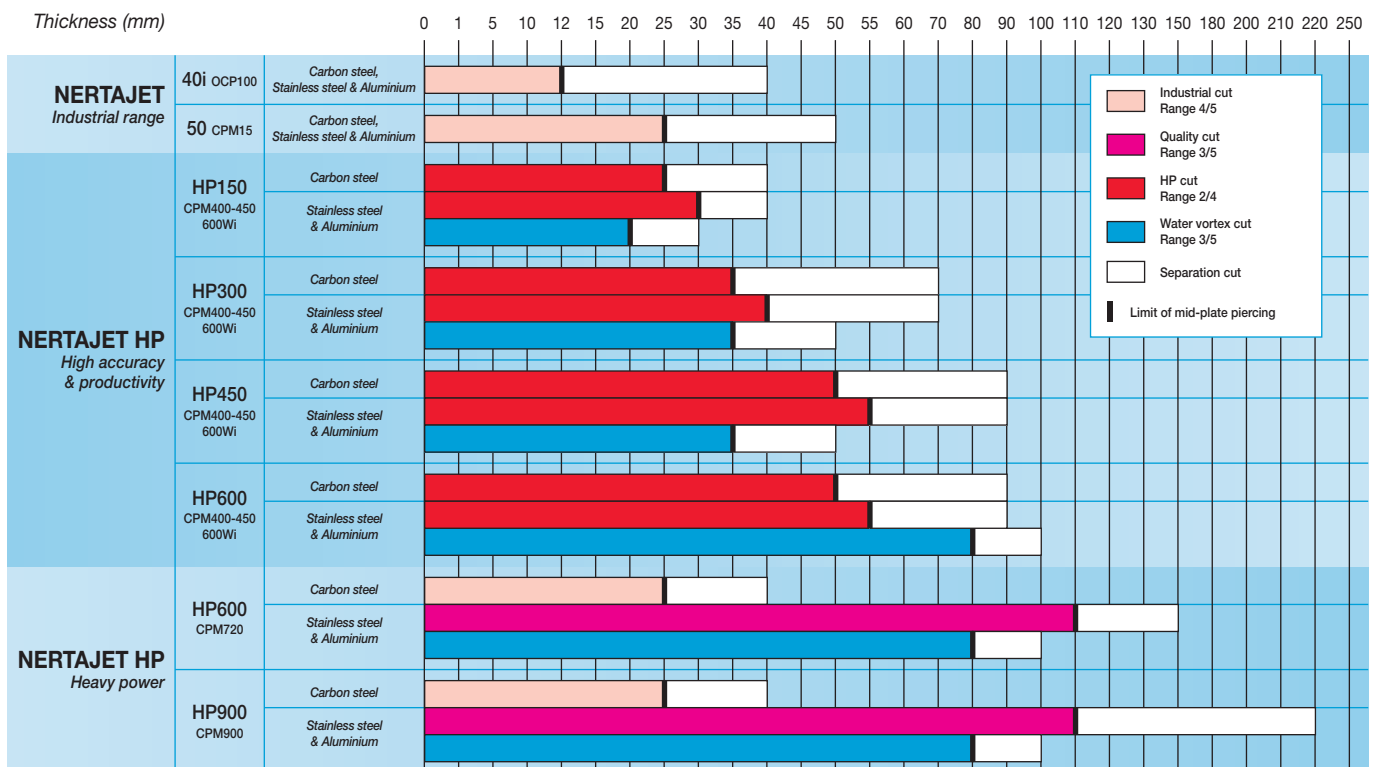 Thickness (mm) 0 1 5 10 12 15 20 25 30 35 40 45 50 55 60 70 80 90 100 110 120 130 150 180 200 210 220 250
NERTAJET
Industrial range
40i OCP100
Carbon steel,
Stainless steel & Aluminium
50 CPM15
Carbon steel,
Stainless steel & Aluminium
NERTAJET HP
High accuracy
& productivity
HP150
CPM400-450
600Wi
Carbon steel
Stainless steel
& Aluminium
HP300
CPM400-450
600Wi
Carbon steel
Stainless steel
& Aluminium
HP450
CPM400-450
600Wi
Carbon steel
Stainless steel
& Aluminium
HP600
CPM400-450
600Wi
Carbon steel
Stainless steel
& Aluminium
NERTAJET HP
Heavy power
HP600
CPM720
Carbon steel
Stainless steel
& Aluminium
HP900
CPM900
Carbon steel
Stainless steel
& Aluminium
Industrial cut
Range 4/5
Quality cut
Range 3/5
HP cut
Range 2/4
Water vortex cut
Range 3/5
Separation cut
Limit of mid-plate piercing